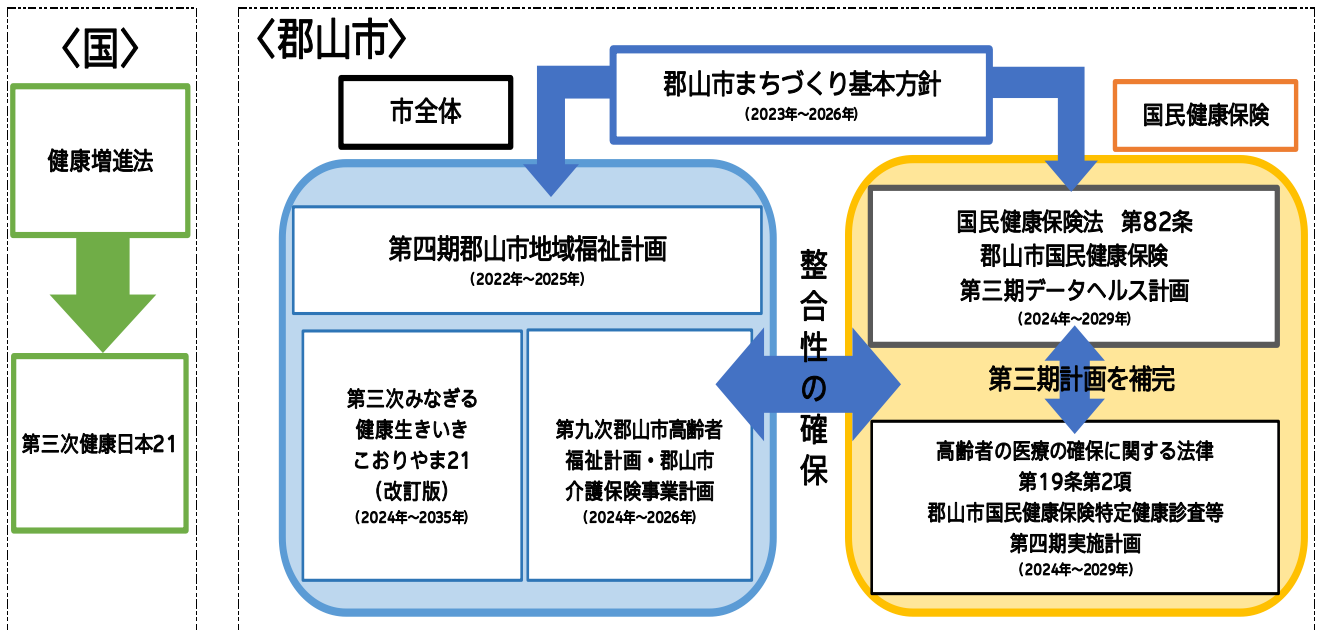 〈国〉
健康増進法
第三次健康日本21
〈郡山市〉
市全体
郡山市まちづくり基本方針
（2023年～2026年）
国民健康保険
第四期郡山市地域福祉計画
（2022年～2025年）
第三次みなぎる
健康生きいき
こおりやま21
（改訂版）
（2024年～2035年）
第九次郡山市高齢者
福祉計画・郡山市
介護保険事業計画
（2024年～2026年）
整合性の確保
国民健康保険法　第82条
郡山市国民健康保険
第三期データヘルス計画
（2024年～2029年）
第三期計画を補完
高齢者の医療の確保に関する法律
第19条第2項
郡山市国民健康保険特定健康診査等
第四期実施計画
（2024年～2029年）